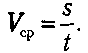 V_ср = s/t.